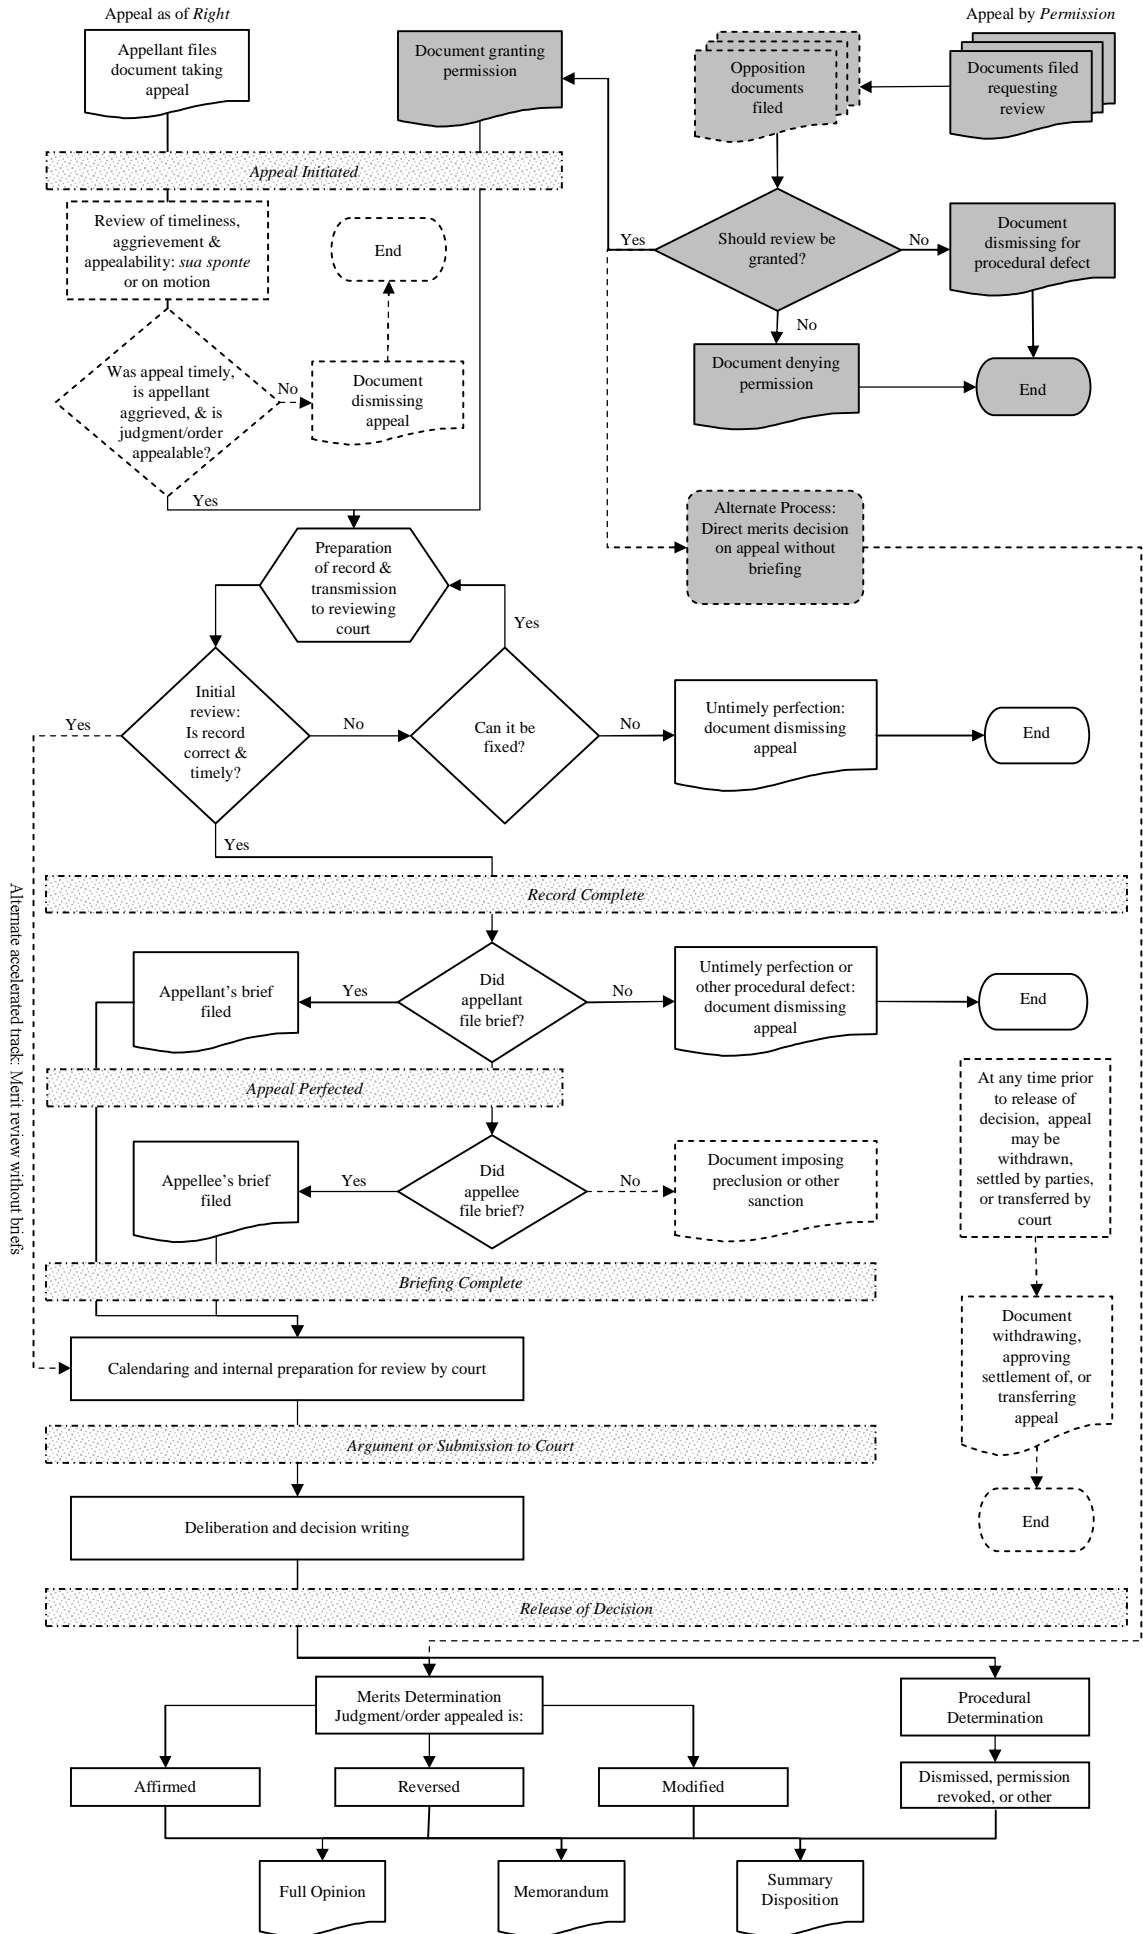 Appeal as of Right
Appeal by Permission
Appellant files
document taking
appeal
Document granting
permission
Opposition
documents
filed
Documents filed
requesting
review
Appeal Initiated
Review of timeliness,
aggrievement &
appealability: sua sponte
or on motion
End
Yes
Should review be
granted?
No
Document
dismissing for
procedural defect
No
Was appeal timely,
is appellant
aggrieved, & is
judgment/order
appealable?
No
Document
dismissing
appeal
Document denying
permission
End
Yes
Alternate Process:
Direct merits decision
on appeal without
briefing
Preparation
of record &
transmission
to reviewing
court
Yes
Yes
Initial
review:
Is record
correct &
timely?
No
Can it be
fixed?
No
Untimely perfection:
document dismissing
appeal
End
Yes
Alternate accelerated track: Merit review without briefs
Record Complete
Appellant’s brief
filed
Yes
Did
appellant
file brief?
No
Untimely perfection or
other procedural defect:
document dismissing
appeal
End
Appeal Perfected
At any time prior
to release of
decision, appeal
may be
withdrawn,
settled by parties,
or transferred by
court
Appellee’s brief
filed
Yes
Did
appellee
file brief?
No
Document imposing
preclusion or other
sanction
Briefing Complete
Document
withdrawing,
approving
settlement of, or
transferring
appeal
Calendaring and internal preparation for review by court
Argument or Submission to Court
End
Deliberation and decision writing
Release of Decision
Merits Determination
Judgment/order appealed is:
Procedural
Determination
Affirmed
Reversed
Modified
Dismissed, permission
revoked, or other
Full Opinion
Memorandum
Summary
Disposition